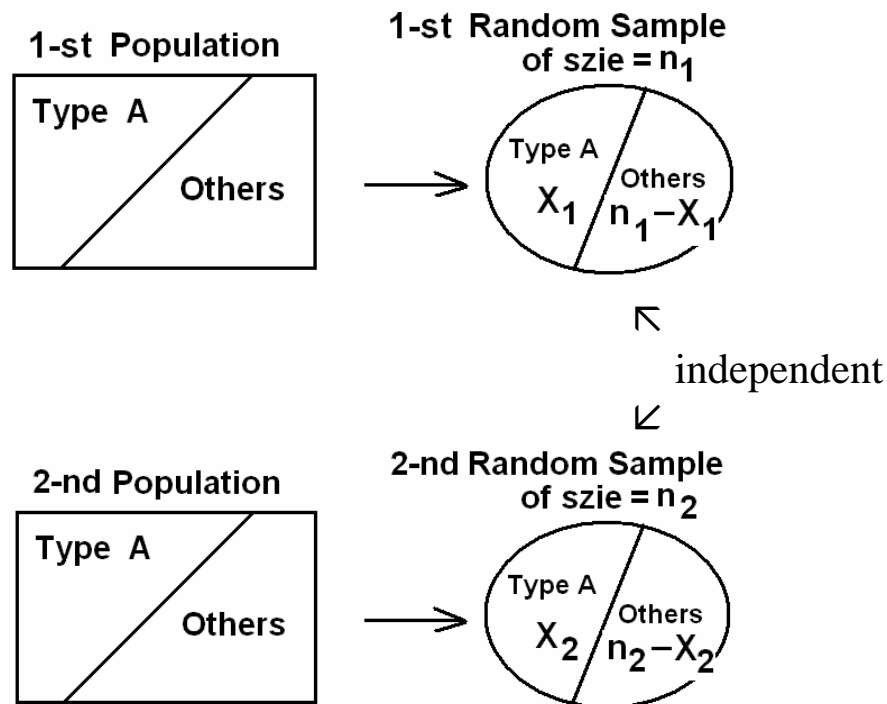 1-st Population
1-st Random Sample
of szie = n₁
Type A
Others
Type A
X₁
Others
n₁−X₁
independent
2-nd Population
2-nd Random Sample
of szie = n₂
Type A
Others
Type A
X₂
Others
n₂−X₂